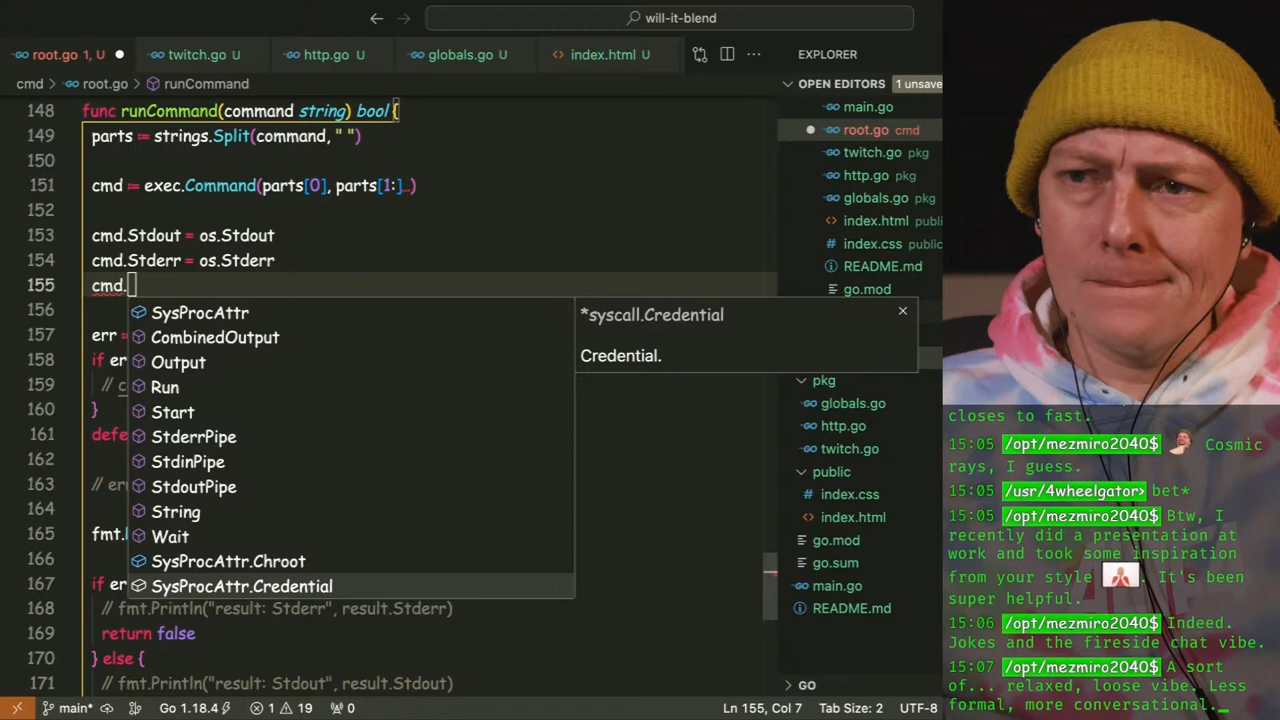 will-it-blend
root.go 1, U
twitch.go U
http.go U
globals.go U
index.html U
cmd > root.go > runCommand
148 func runCommand(command string) bool {
149 parts := strings.Split(command, " ")
150
151 cmd := exec.Command(parts[0], parts[1:]...)
152
153 cmd.Stdout = os.Stdout
154 cmd.Stderr = os.Stderr
155 cmd.
156
157 err
158 if er
159 // c
160 }
161 defe
162
163 // er
164
165 fmt.
166
167 if er
168 // fmt.Println("result: Stderr", result.Stderr)
169 return false
170 } else {
171 // fmt.Println("result: Stdout", result.Stdout)
SysProcAttr
CombinedOutput
Output
Run
Start
StderrPipe
StdinPipe
StdoutPipe
String
Wait
SysProcAttr.Chroot
SysProcAttr.Credential
*syscall.Credential
Credential.
EXPLORER
OPEN EDITORS 1 unsave
main.go
root.go cmd
twitch.go pkg
http.go pkg
globals.go pkg
index.html public
index.css public
README.md
go.mod
pkg
globals.go
http.go
twitch.go
public
index.css
index.html
go.mod
go.sum
main.go
README.md
GO
main*
Go 1.18.4
1 19
0
Ln 155, Col 7
Tab Size: 2
UTF-8
closes to fast.
15:05 /opt/mezmiro2040$ Cosmic
rays, I guess.
15:05 /usr/4wheelgator> bet*
15:05 /opt/mezmiro2040$ Btw, I
recently did a presentation at
work and took some inspiration
from your style . It's been
super helpful.
15:06 /opt/mezmiro2040$ Indeed.
Jokes and the fireside chat vibe.
15:07 /opt/mezmiro2040$ A sort
of... relaxed, loose vibe. Less
formal, more conversational.